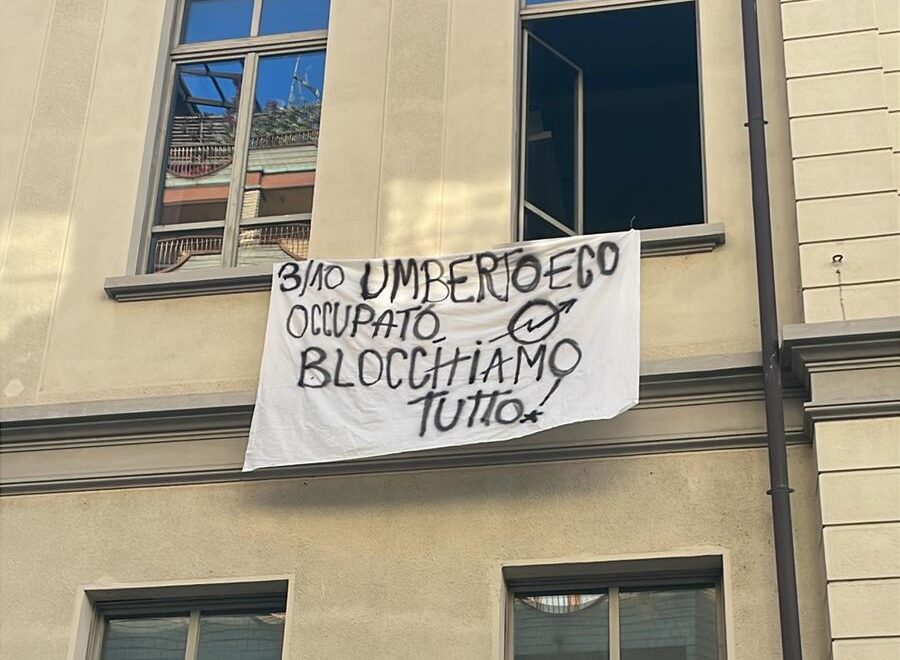 3/10 UMBERTO ECO
OCCUPATO
BLOCCHIAMO
TUTTO!